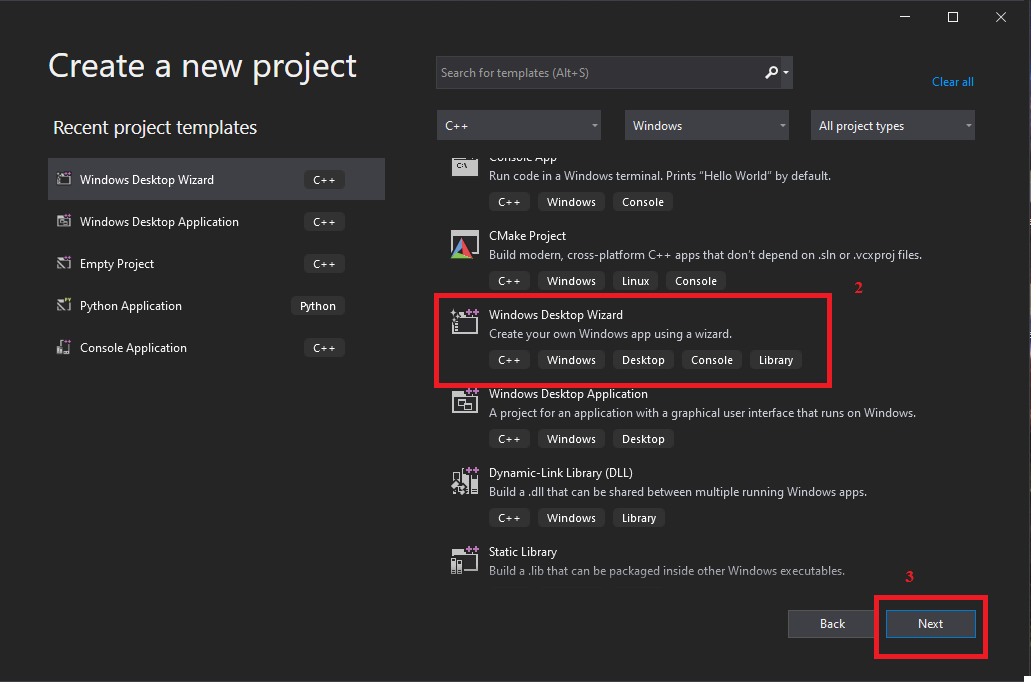 Create a new project
Search for templates (Alt+S)
Clear all
C++
Windows
All project types
Recent project templates
Windows Desktop Wizard C++
Windows Desktop Application C++
Empty Project C++
Python Application Python
Console Application C++
Console App
Run code in a Windows terminal. Prints "Hello World" by default.
C++ Windows Console
CMake Project
Build modern, cross-platform C++ apps that don't depend on .sln or .vcxproj files.
C++ Windows Linux Console
2
Windows Desktop Wizard
Create your own Windows app using a wizard.
C++ Windows Desktop Console Library
Windows Desktop Application
A project for an application with a graphical user interface that runs on Windows.
C++ Windows Desktop
Dynamic-Link Library (DLL)
Build a .dll that can be shared between multiple running Windows apps.
C++ Windows Library
Static Library
Build a .lib that can be packaged inside other Windows executables.
3
Back Next